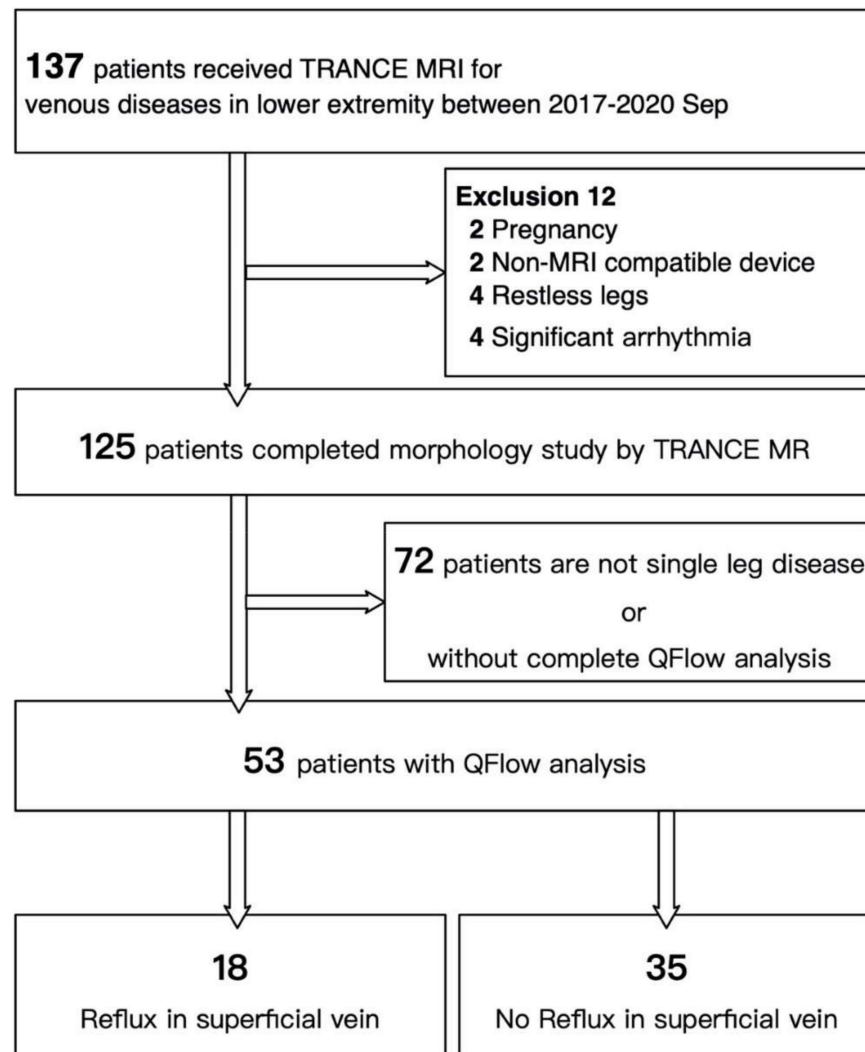 137 patients received TRANCE MRI for
venous diseases in lower extremity between 2017-2020 Sep
Exclusion 12
2 Pregnancy
2 Non-MRI compatible device
4 Restless legs
4 Significant arrhythmia
125 patients completed morphology study by TRANCE MR
72 patients are not single leg disease
or
without complete QFlow analysis
53 patients with QFlow analysis
18
Reflux in superficial vein
35
No Reflux in superficial vein